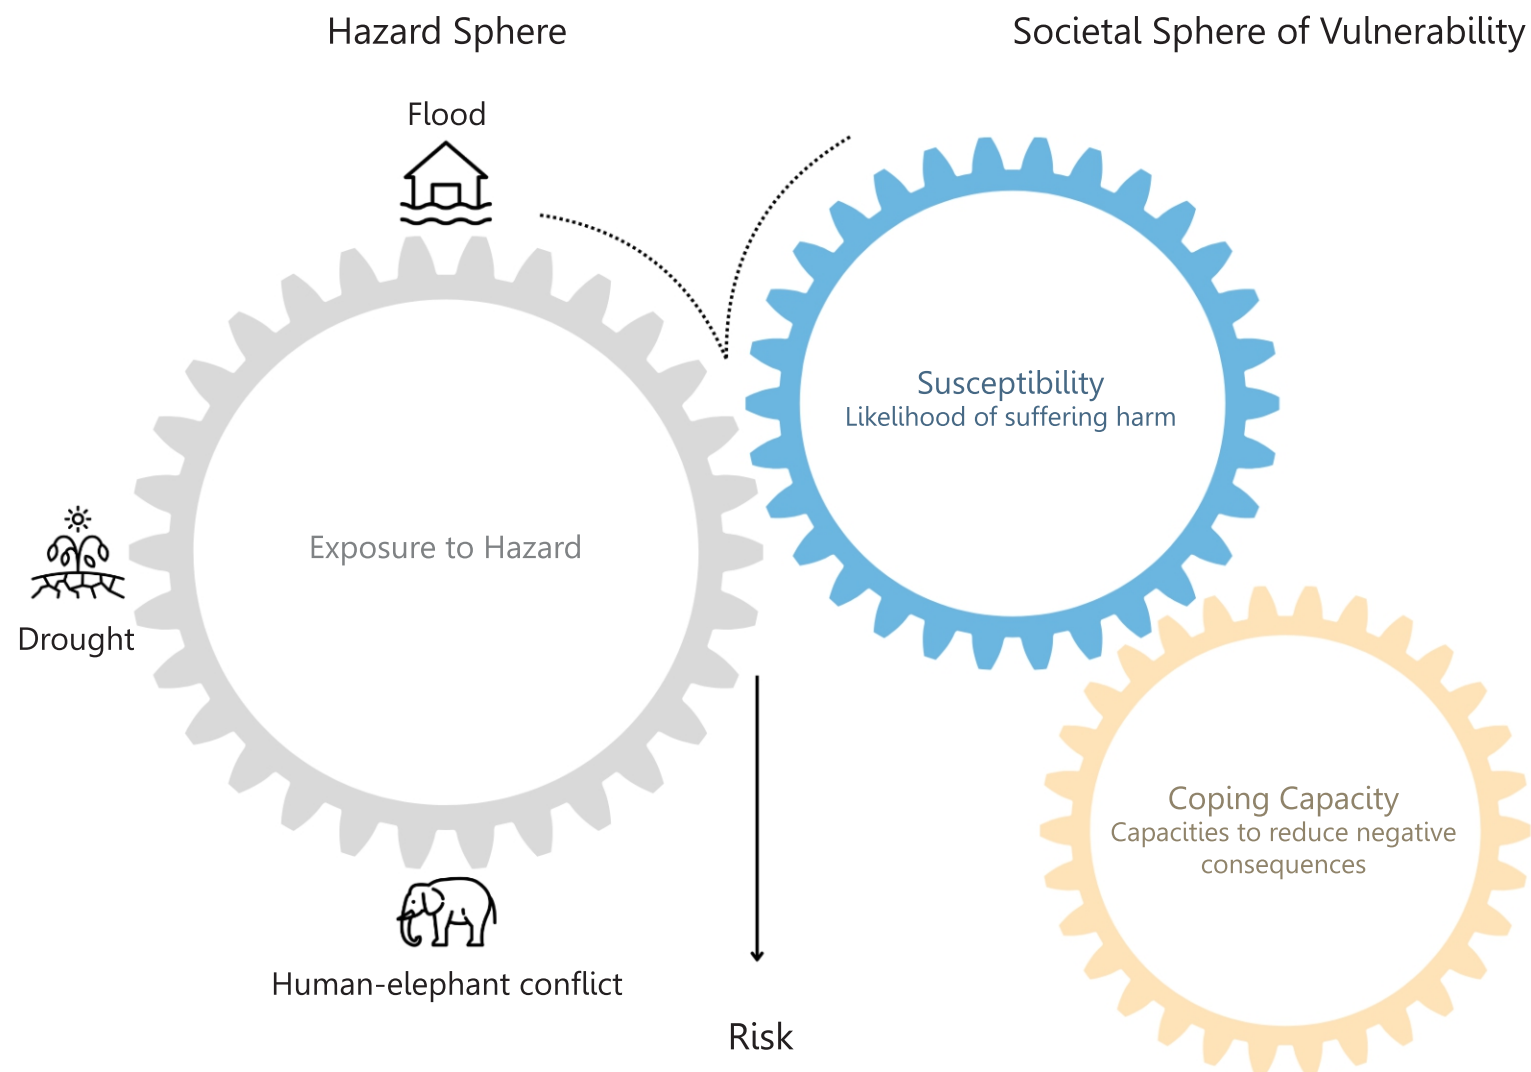 Hazard Sphere
Societal Sphere of Vulnerability
Flood
Susceptibility
Likelihood of suffering harm
Exposure to Hazard
Drought
Coping Capacity
Capacities to reduce negative
consequences
Human-elephant conflict
Risk